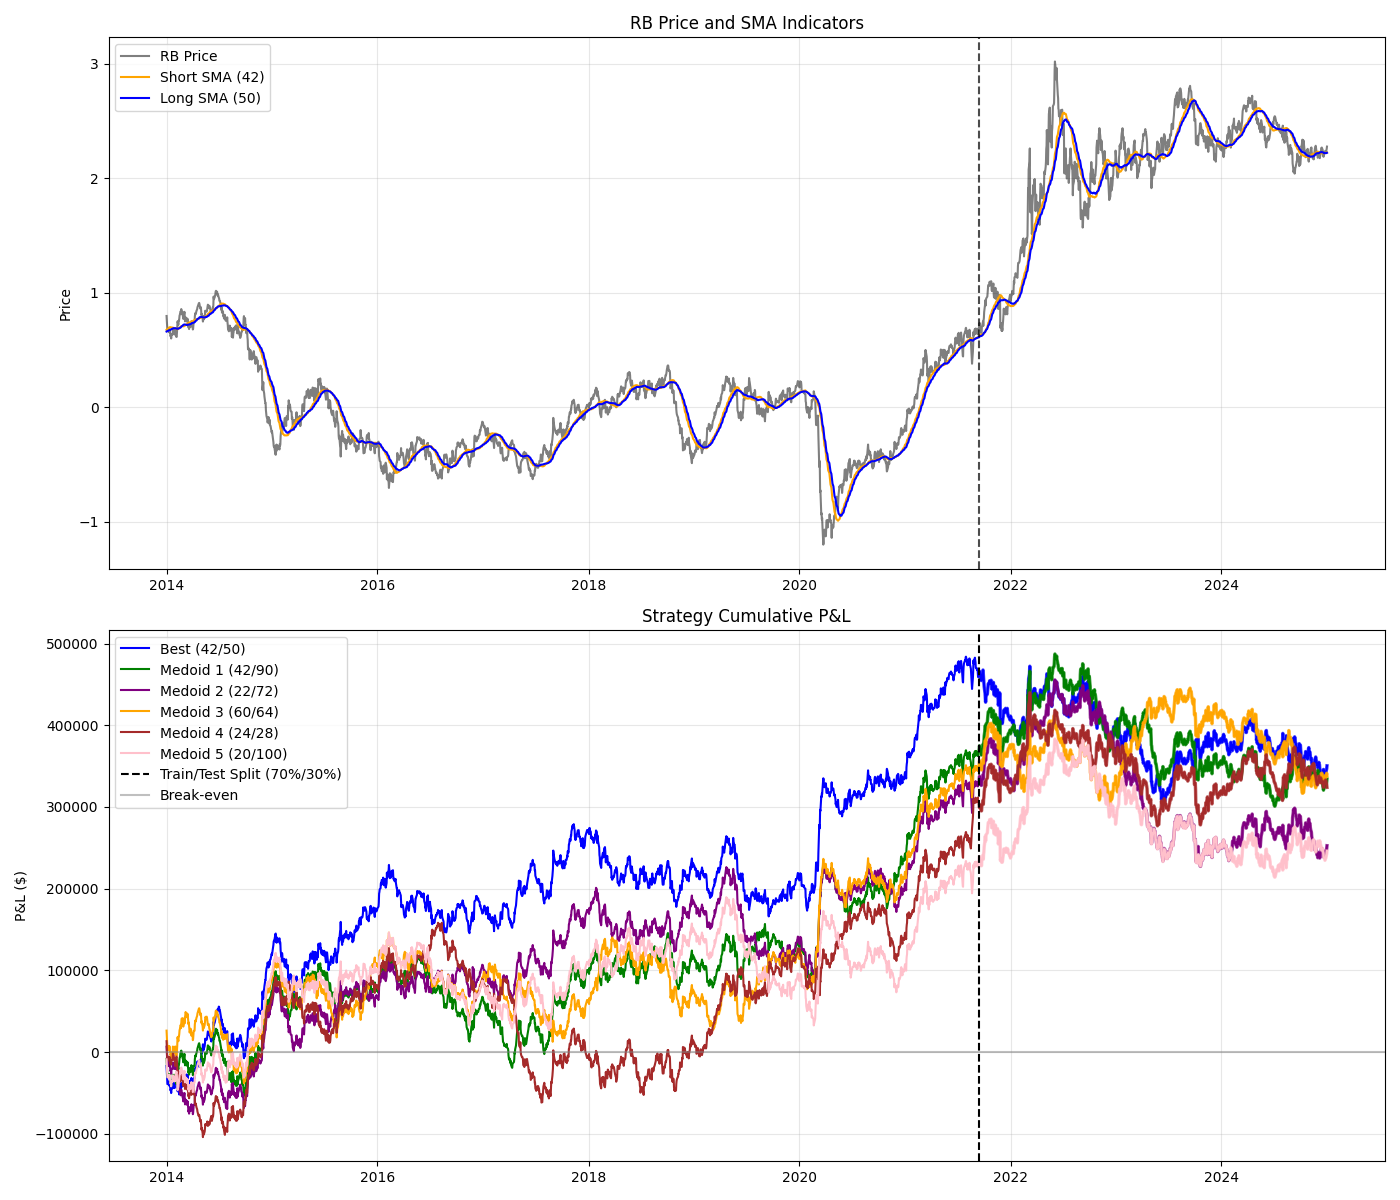 RB Price and SMA Indicators
RB Price
Short SMA (42)
Long SMA (50)
Price
3
2
1
0
−1
2014 2016 2018 2020 2022 2024
Strategy Cumulative P&L
Best (42/50)
Medoid 1 (42/90)
Medoid 2 (22/72)
Medoid 3 (60/64)
Medoid 4 (24/28)
Medoid 5 (20/100)
Train/Test Split (70%/30%)
Break-even
P&L ($)
500000
400000
300000
200000
100000
0
−100000
2014 2016 2018 2020 2022 2024